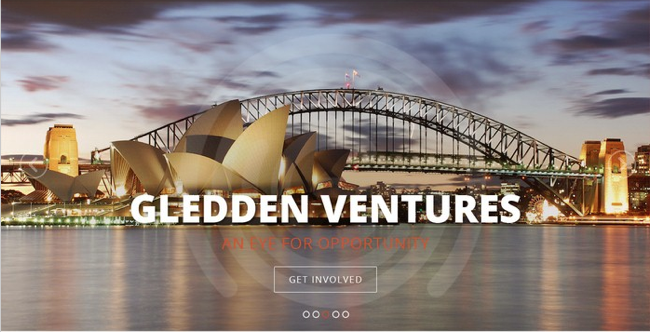 GLEDDEN VENTURES
AN EYE FOR OPPORTUNITY
GET INVOLVED